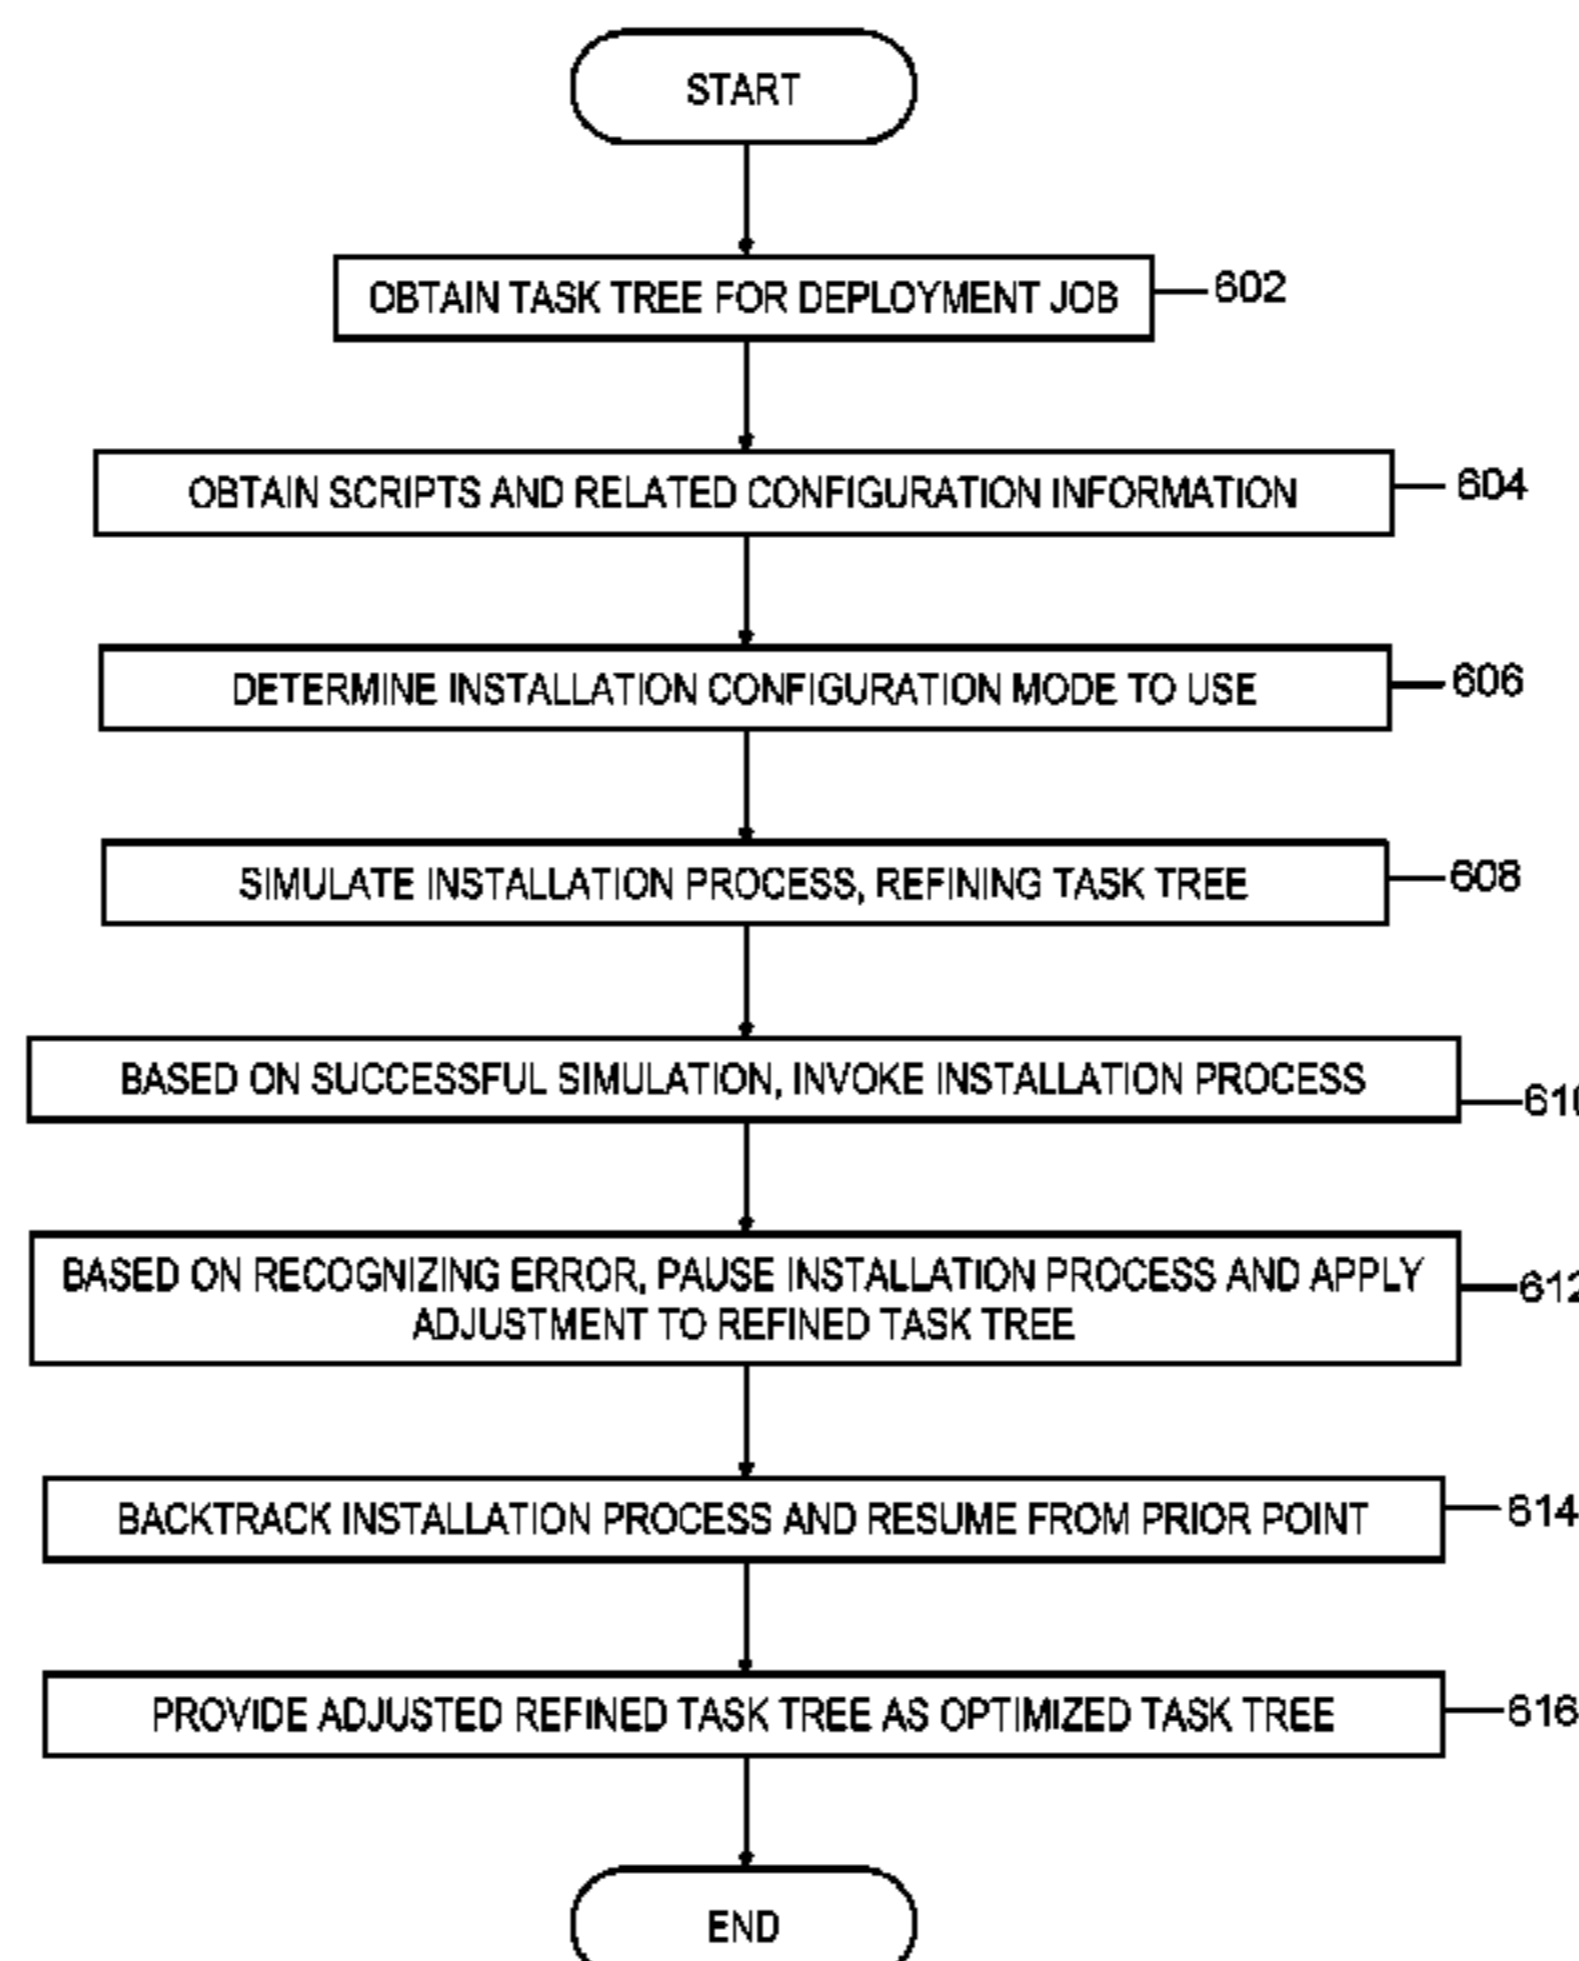 START
OBTAIN TASK TREE FOR DEPLOYMENT JOB
602
OBTAIN SCRIPTS AND RELATED CONFIGURATION INFORMATION
604
DETERMINE INSTALLATION CONFIGURATION MODE TO USE
606
SIMULATE INSTALLATION PROCESS, REFINING TASK TREE
608
BASED ON SUCCESSFUL SIMULATION, INVOKE INSTALLATION PROCESS
610
BASED ON RECOGNIZING ERROR, PAUSE INSTALLATION PROCESS AND APPLY
ADJUSTMENT TO REFINED TASK TREE
612
BACKTRACK INSTALLATION PROCESS AND RESUME FROM PRIOR POINT
614
PROVIDE ADJUSTED REFINED TASK TREE AS OPTIMIZED TASK TREE
616
END